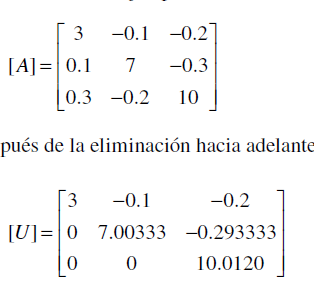 3 −0.1 −0.2
[A]= 0.1 7 −0.3
0.3 −0.2 10
pués de la eliminación hacia adelante
3 −0.1 −0.2
[U]= 0 7.00333 −0.293333
0 0 10.0120